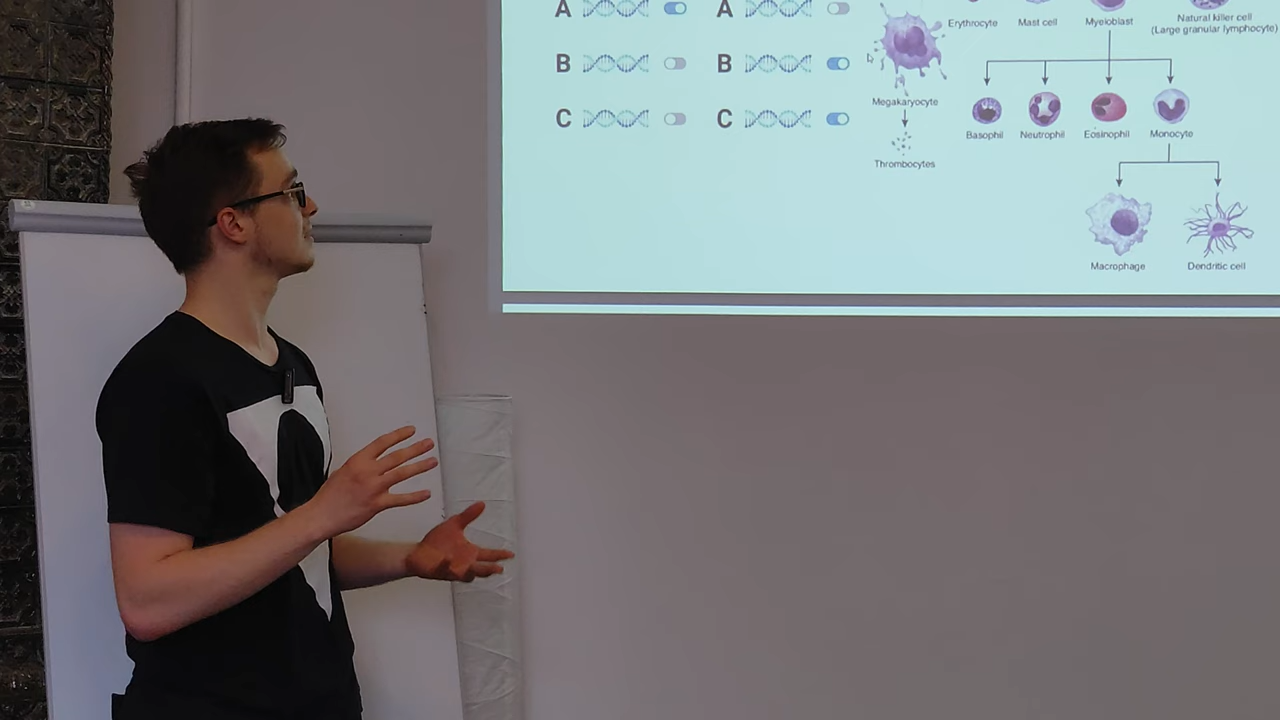 A
A
B
B
C
C
Erythrocyte
Mast cell
Myeloblast
Natural killer cell
(Large granular lymphocyte)
Megakaryocyte
Thrombocytes
Basophil
Neutrophil
Eosinophil
Monocyte
Macrophage
Dendritic cell